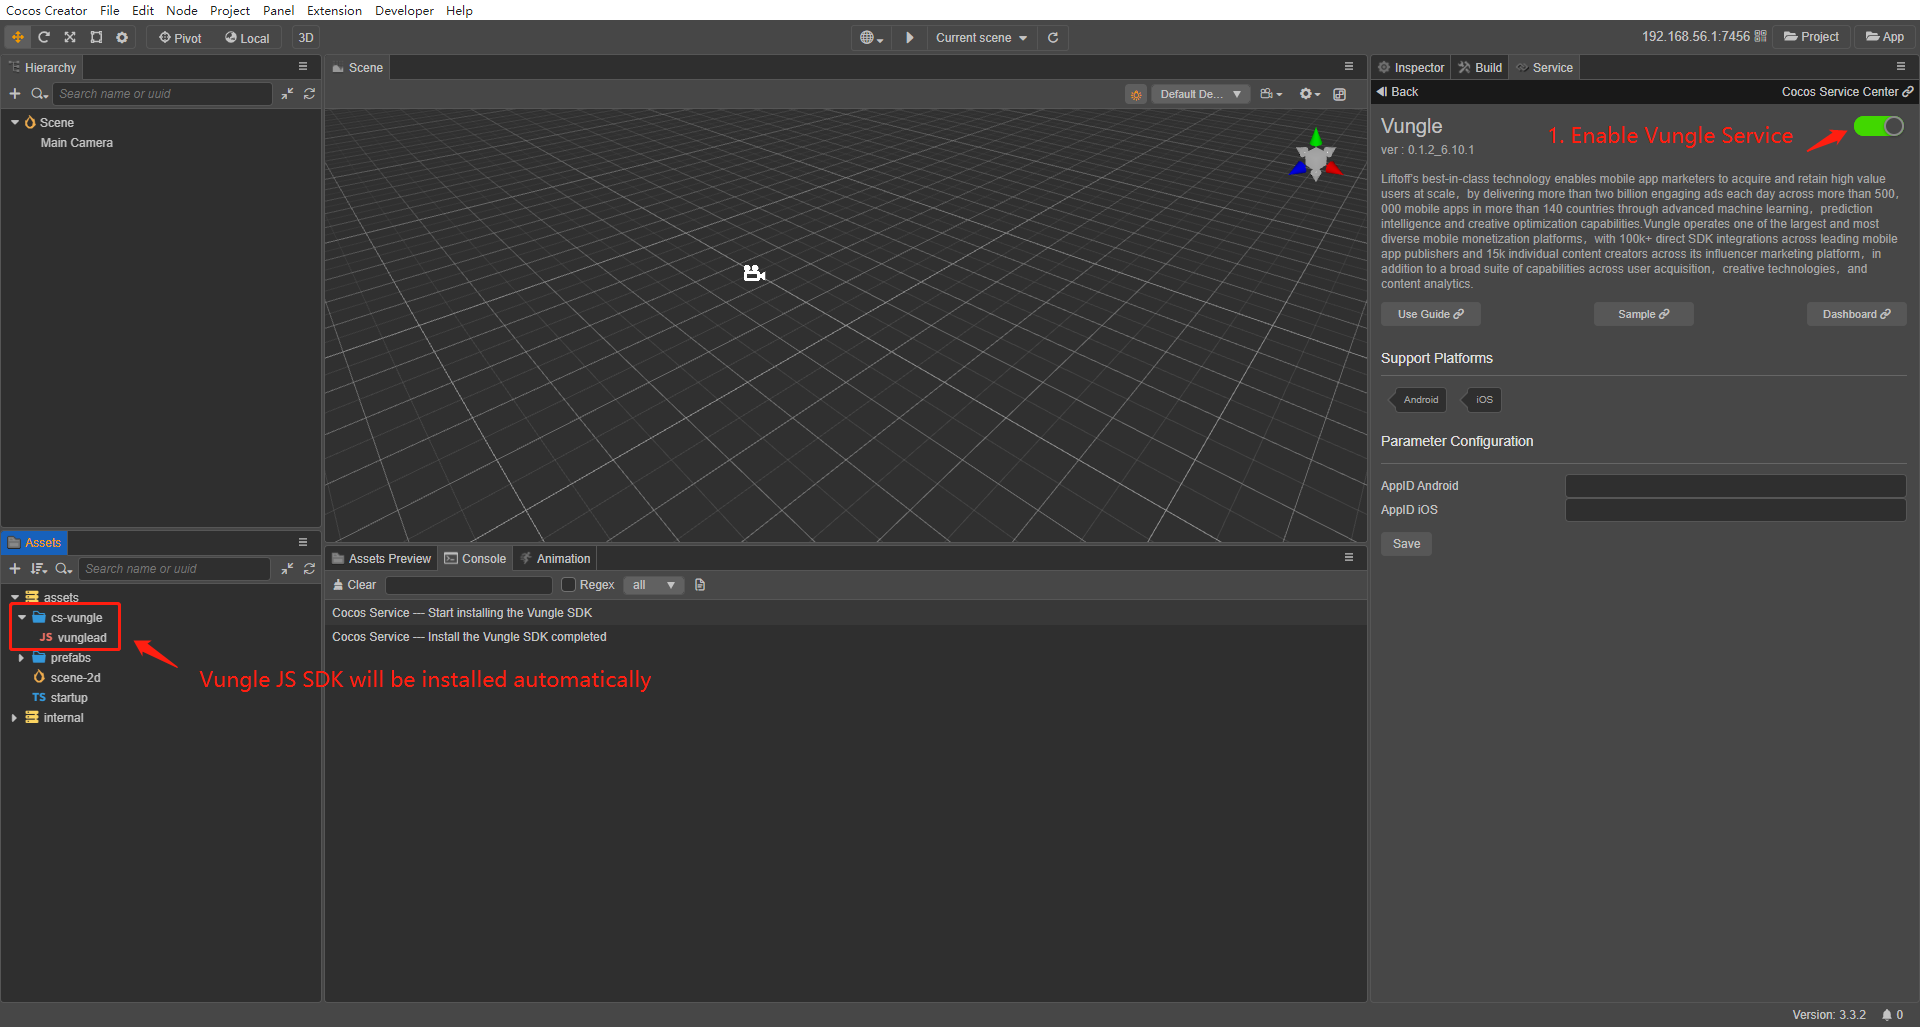 Cocos Creator File Edit Node Project Panel Extension Developer Help
Pivot Local 3D Current scene 192.168.56.1:7456 Project App
Hierarchy
Search name or uuid
Scene
Main Camera
Scene
Default De...
Inspector Build Service
Back Cocos Service Center
Vungle
1. Enable Vungle Service
ver : 0.1.2_6.10.1
Liftoff's best-in-class technology enables mobile app marketers to acquire and retain high value
users at scale，by delivering more than two billion engaging ads each day across more than 500，
000 mobile apps in more than 140 countries through advanced machine learning，prediction
intelligence and creative optimization capabilities.Vungle operates one of the largest and most
diverse mobile monetization platforms，with 100k+ direct SDK integrations across leading mobile
app publishers and 15k individual content creators across its influencer marketing platform，in
addition to a broad suite of capabilities across user acquisition，creative technologies，and
content analytics.
Use Guide Sample Dashboard
Support Platforms
Android iOS
Parameter Configuration
AppID Android
AppID iOS
Save
Assets
Search name or uuid
assets
cs-vungle
JS vunglead
prefabs
scene-2d
TS startup
internal
Vungle JS SDK will be installed automatically
Assets Preview Console Animation
Clear Regex all
Cocos Service — Start installing the Vungle SDK
Cocos Service — Install the Vungle SDK completed
Version: 3.3.2 0